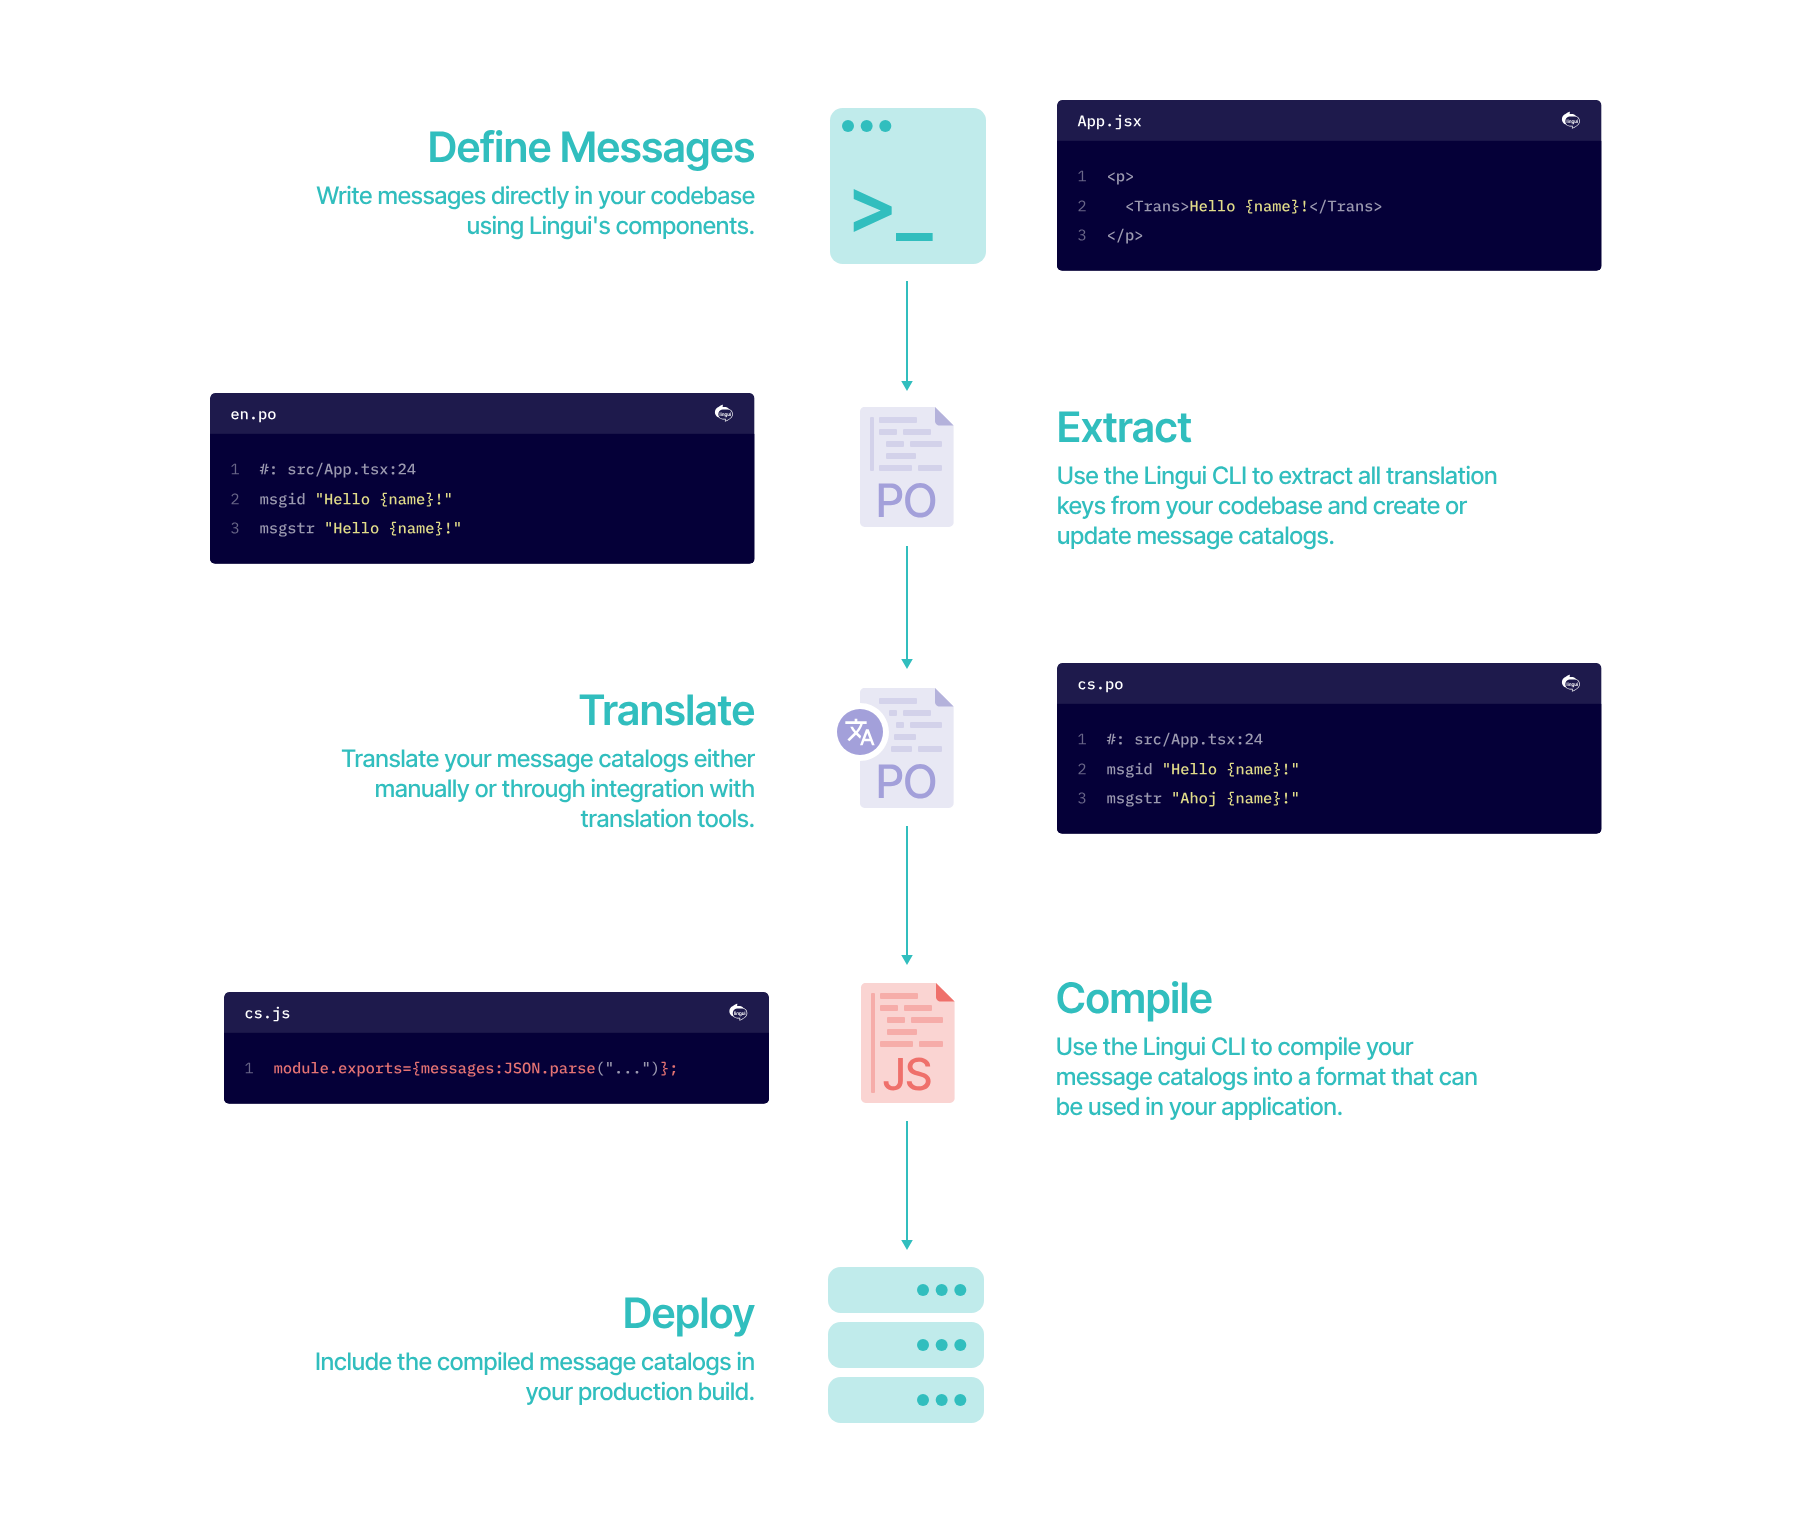 Define Messages
Write messages directly in your codebase
using Lingui's components.
>_
App.jsx
lingui
1 <p>
2 <Trans>Hello {name}!</Trans>
3 </p>
en.po
lingui
1 #: src/App.tsx:24
2 msgid "Hello {name}!"
3 msgstr "Hello {name}!"
PO
Extract
Use the Lingui CLI to extract all translation
keys from your codebase and create or
update message catalogs.
Translate
Translate your message catalogs either
manually or through integration with
translation tools.
文A
PO
cs.po
lingui
1 #: src/App.tsx:24
2 msgid "Hello {name}!"
3 msgstr "Ahoj {name}!"
cs.js
lingui
1 module.exports={messages:JSON.parse("...")};
JS
Compile
Use the Lingui CLI to compile your
message catalogs into a format that can
be used in your application.
Deploy
Include the compiled message catalogs in
your production build.